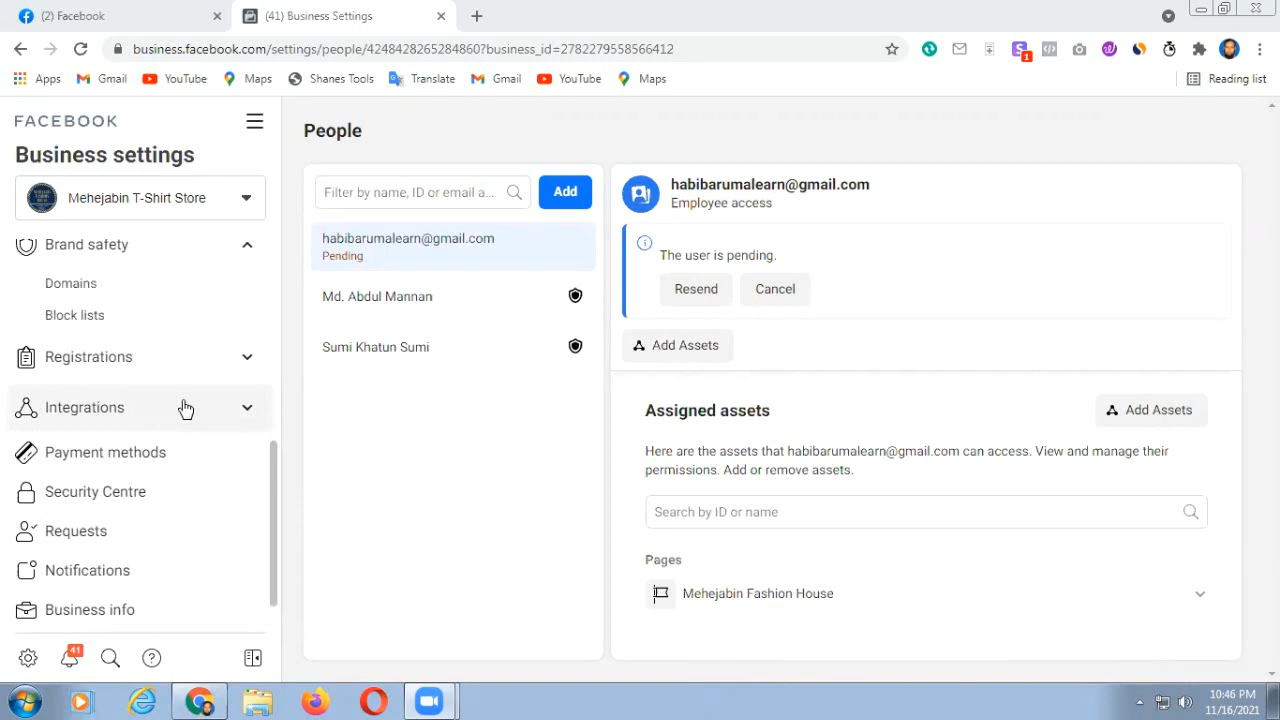 (2) Facebook
(41) Business Settings
business.facebook.com/settings/people/4248428265284860?business_id=2782279558566412
1
Apps
Gmail
YouTube
Maps
Shanes Tools
Translate
Gmail
YouTube
Maps
Reading list
FACEBOOK
Business settings
Mehejabin T-Shirt Store
Brand safety
Domains
Block lists
Registrations
Integrations
Payment methods
Security Centre
Requests
Notifications
Business info
41
People
Filter by name, ID or email a...
Add
habibarumalearn@gmail.com
Pending
Md. Abdul Mannan
Sumi Khatun Sumi
habibarumalearn@gmail.com
Employee access
The user is pending.
Resend
Cancel
Add Assets
Assigned assets
Add Assets
Here are the assets that habibarumalearn@gmail.com can access. View and manage their
permissions. Add or remove assets.
Search by ID or name
Pages
Mehejabin Fashion House
10:46 PM
11/16/2021